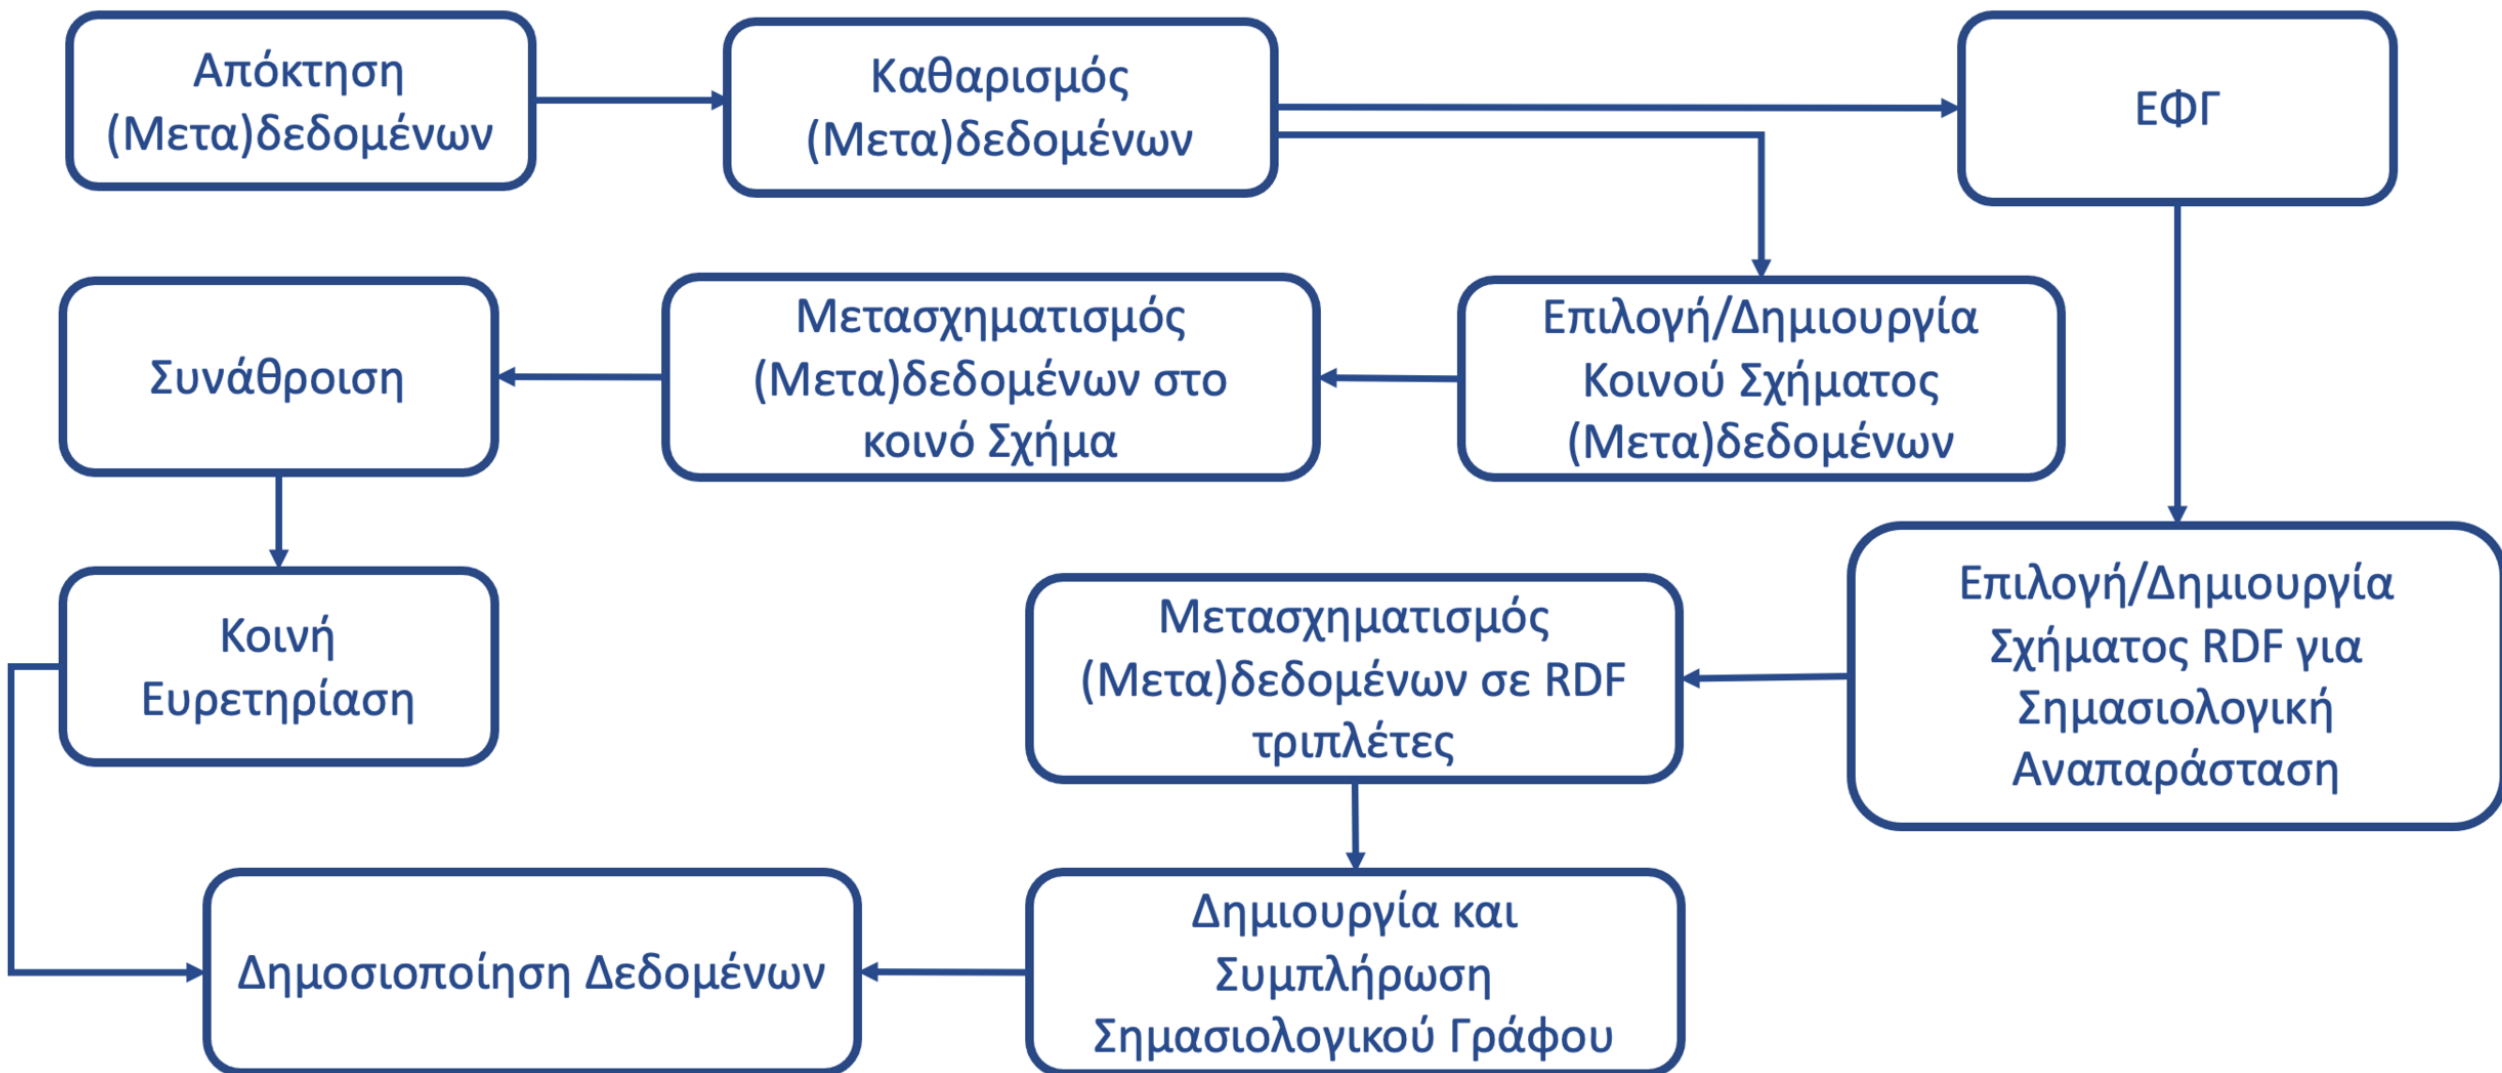 Απόκτηση
(Μετα)δεδομένων
Καθαρισμός
(Μετα)δεδομένων
ΕΦΓ
Συνάθροιση
Μετασχηματισμός
(Μετα)δεδομένων στο
κοινό Σχήμα
Επιλογή/Δημιουργία
Κοινού Σχήματος
(Μετα)δεδομένων
Κοινή
Ευρετηρίαση
Μετασχηματισμός
(Μετα)δεδομένων σε RDF
τριπλέτες
Επιλογή/Δημιουργία
Σχήματος RDF για
Σημασιολογική
Αναπαράσταση
Δημοσιοποίηση Δεδομένων
Δημιουργία και
Συμπλήρωση
Σημασιολογικού Γράφου